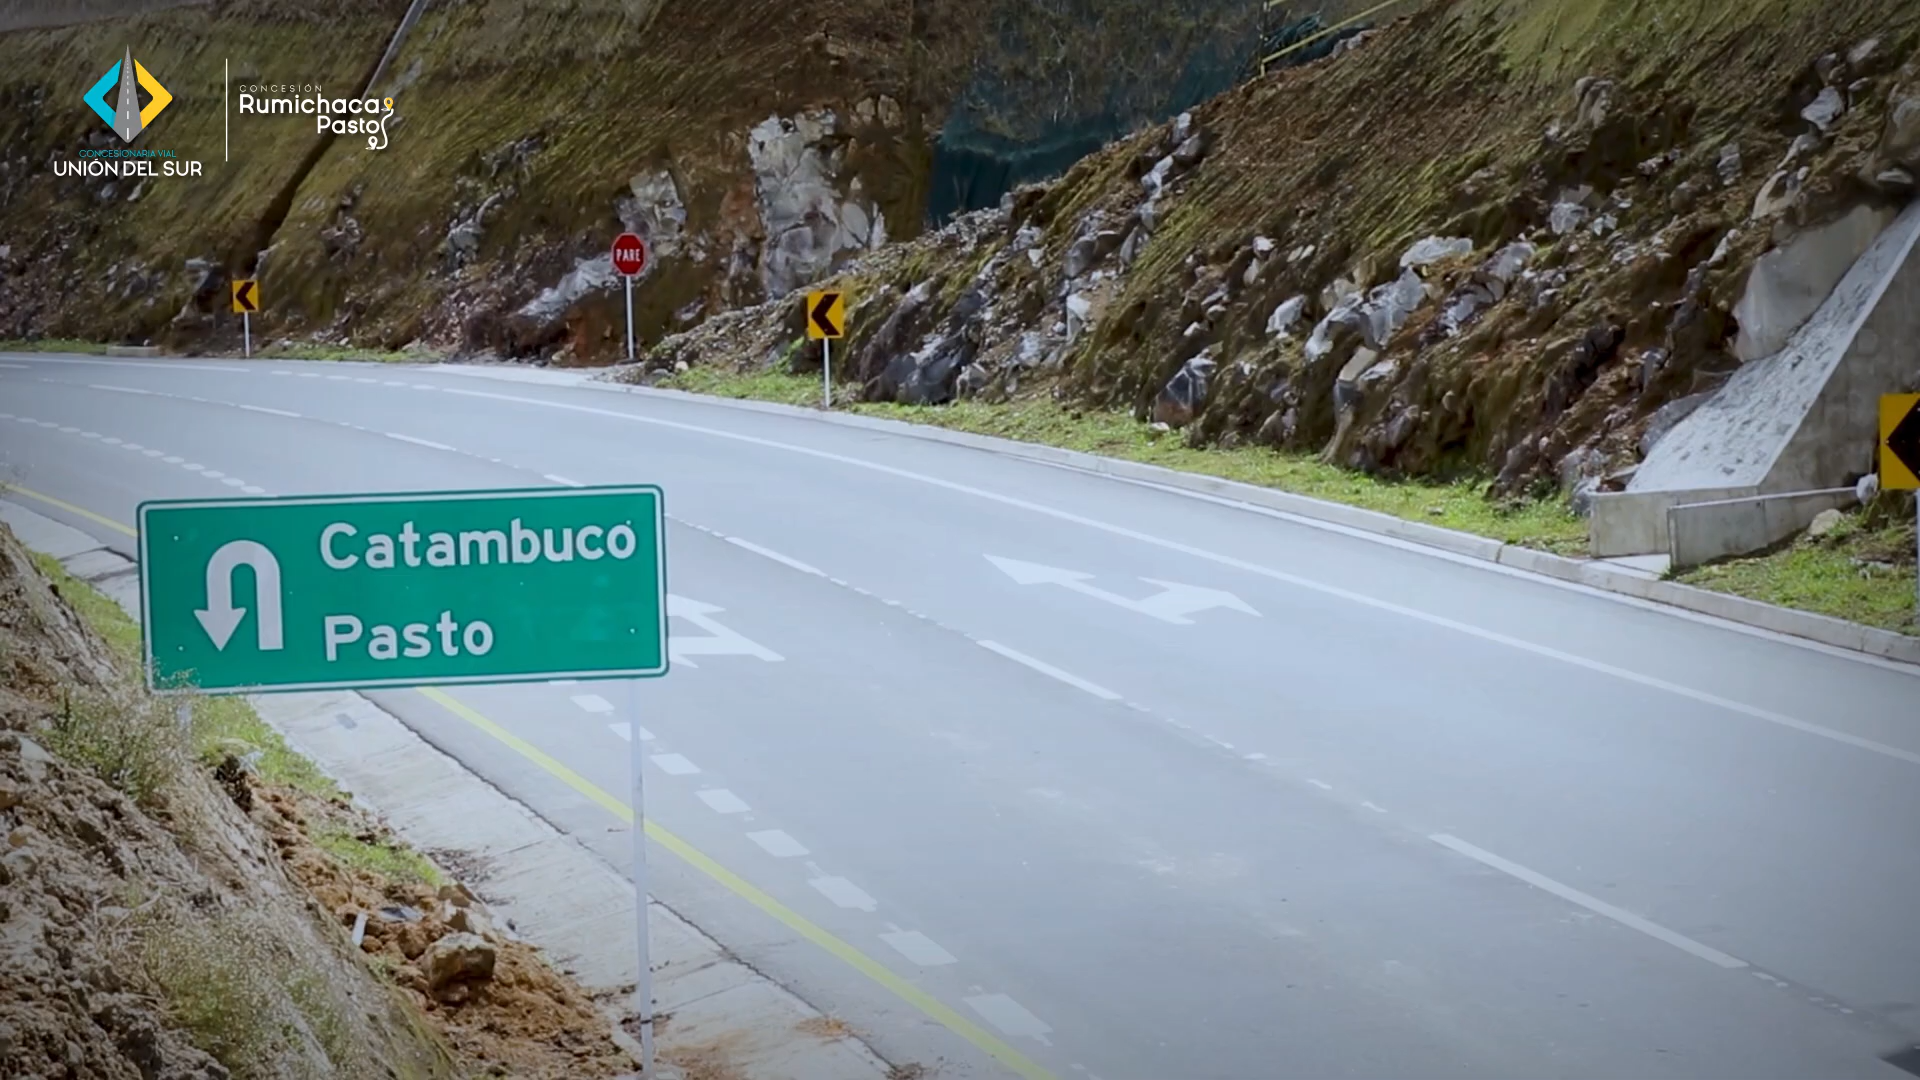 CONCESIONARIA VIAL
UNIÓN DEL SUR
CONCESIÓN
Rumichaca
Pasto
PARE
Catambuco
Pasto